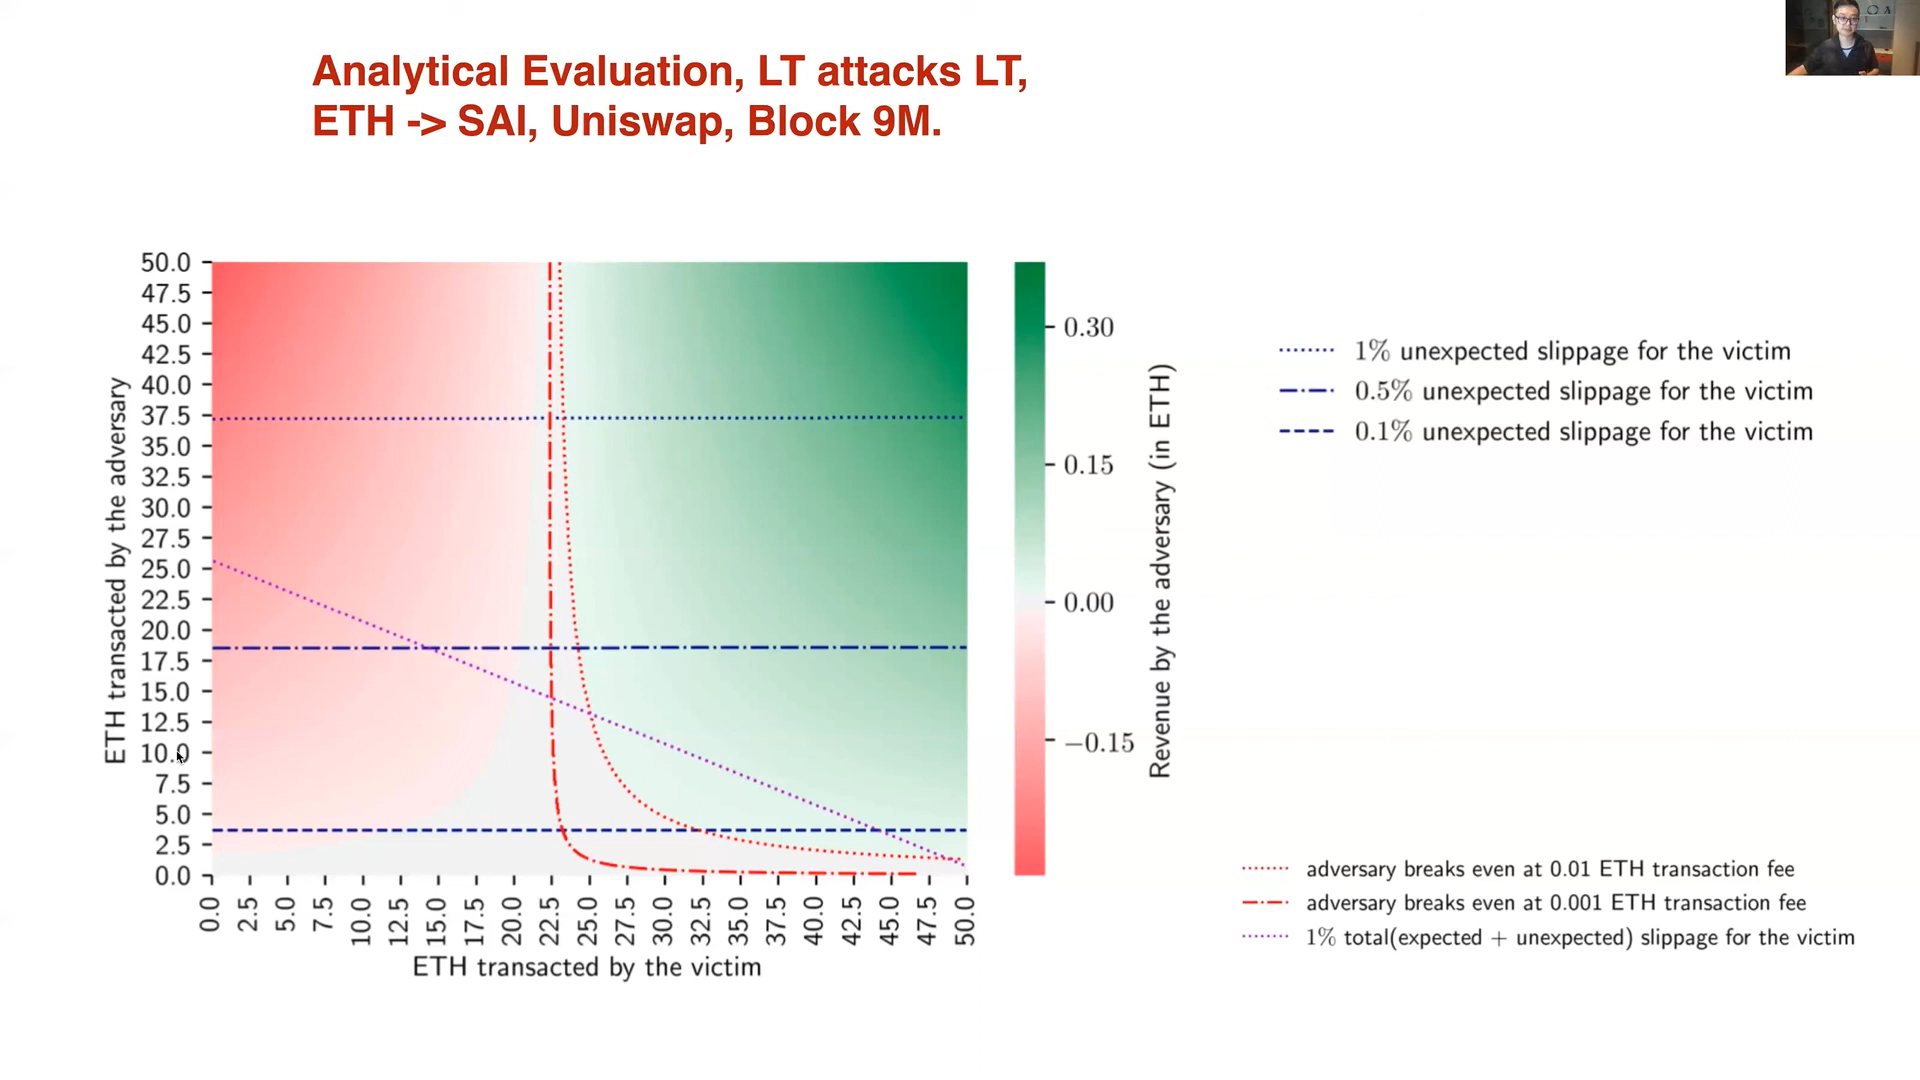 Analytical Evaluation, LT attacks LT,
ETH -> SAI, Uniswap, Block 9M.
50.0
47.5
45.0
42.5
40.0
37.5
35.0
32.5
30.0
27.5
25.0
22.5
20.0
17.5
15.0
12.5
10.0
7.5
5.0
2.5
0.0
ETH transacted by the adversary
0.0 2.5 5.0 7.5 10.0 12.5 15.0 17.5 20.0 22.5 25.0 27.5 30.0 32.5 35.0 37.5 40.0 42.5 45.0 47.5 50.0
ETH transacted by the victim
0.30
0.15
0.00
−0.15
Revenue by the adversary (in ETH)
1% unexpected slippage for the victim
0.5% unexpected slippage for the victim
0.1% unexpected slippage for the victim
adversary breaks even at 0.01 ETH transaction fee
adversary breaks even at 0.001 ETH transaction fee
1% total(expected + unexpected) slippage for the victim